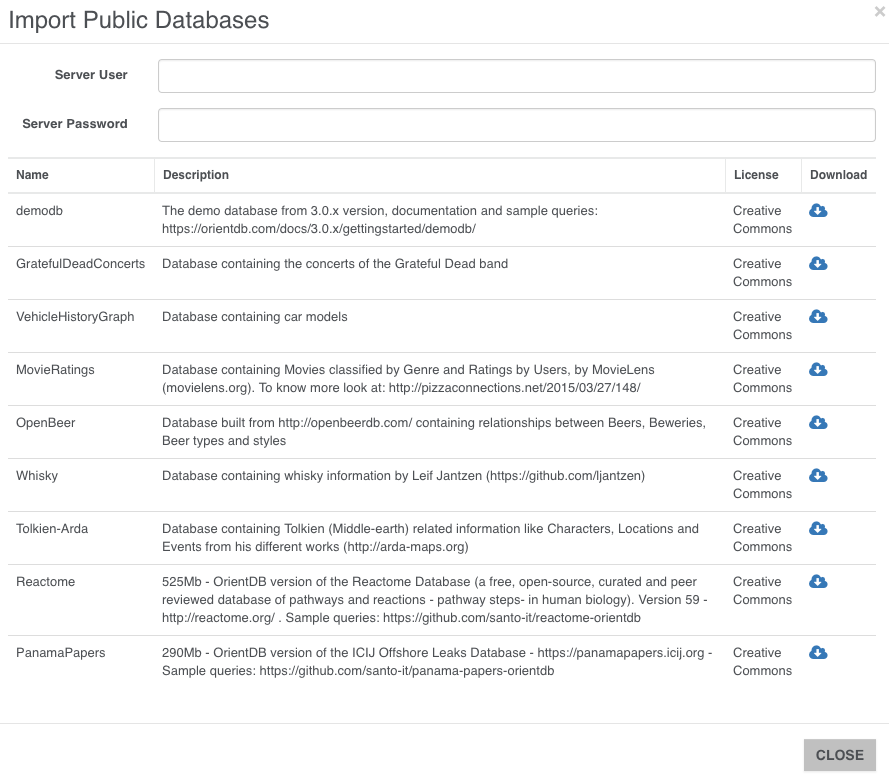 Import Public Databases
×
Server User
Server Password
Name Description License Download
demodb The demo database from 3.0.x version, documentation and sample queries: Creative
https://orientdb.com/docs/3.0.x/gettingstarted/demodb/ Commons
GratefulDeadConcerts Database containing the concerts of the Grateful Dead band Creative
Commons
VehicleHistoryGraph Database containing car models Creative
Commons
MovieRatings Database containing Movies classified by Genre and Ratings by Users, by MovieLens Creative
(movielens.org). To know more look at: http://pizzaconnections.net/2015/03/27/148/ Commons
OpenBeer Database built from http://openbeerdb.com/ containing relationships between Beers, Beweries, Creative
Beer types and styles Commons
Whisky Database containing whisky information by Leif Jantzen (https://github.com/ljantzen) Creative
Commons
Tolkien-Arda Database containing Tolkien (Middle-earth) related information like Characters, Locations and Creative
Events from his different works (http://arda-maps.org) Commons
Reactome 525Mb - OrientDB version of the Reactome Database (a free, open-source, curated and peer Creative
reviewed database of pathways and reactions - pathway steps- in human biology). Version 59 - Commons
http://reactome.org/ . Sample queries: https://github.com/santo-it/reactome-orientdb
PanamaPapers 290Mb - OrientDB version of the ICIJ Offshore Leaks Database - https://panamapapers.icij.org - Creative
Sample queries: https://github.com/santo-it/panama-papers-orientdb Commons
CLOSE